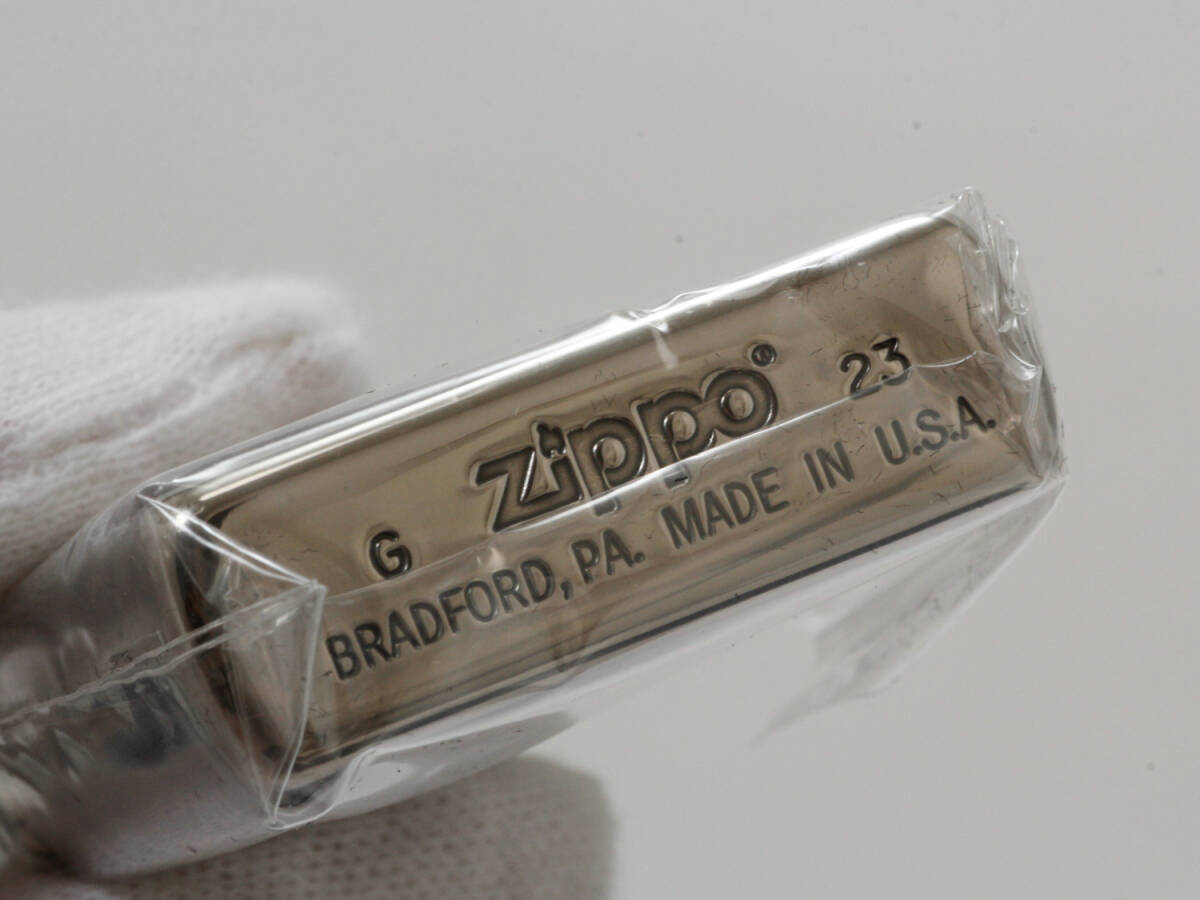 G zippo® 23
BRADFORD, PA. MADE IN U.S.A.